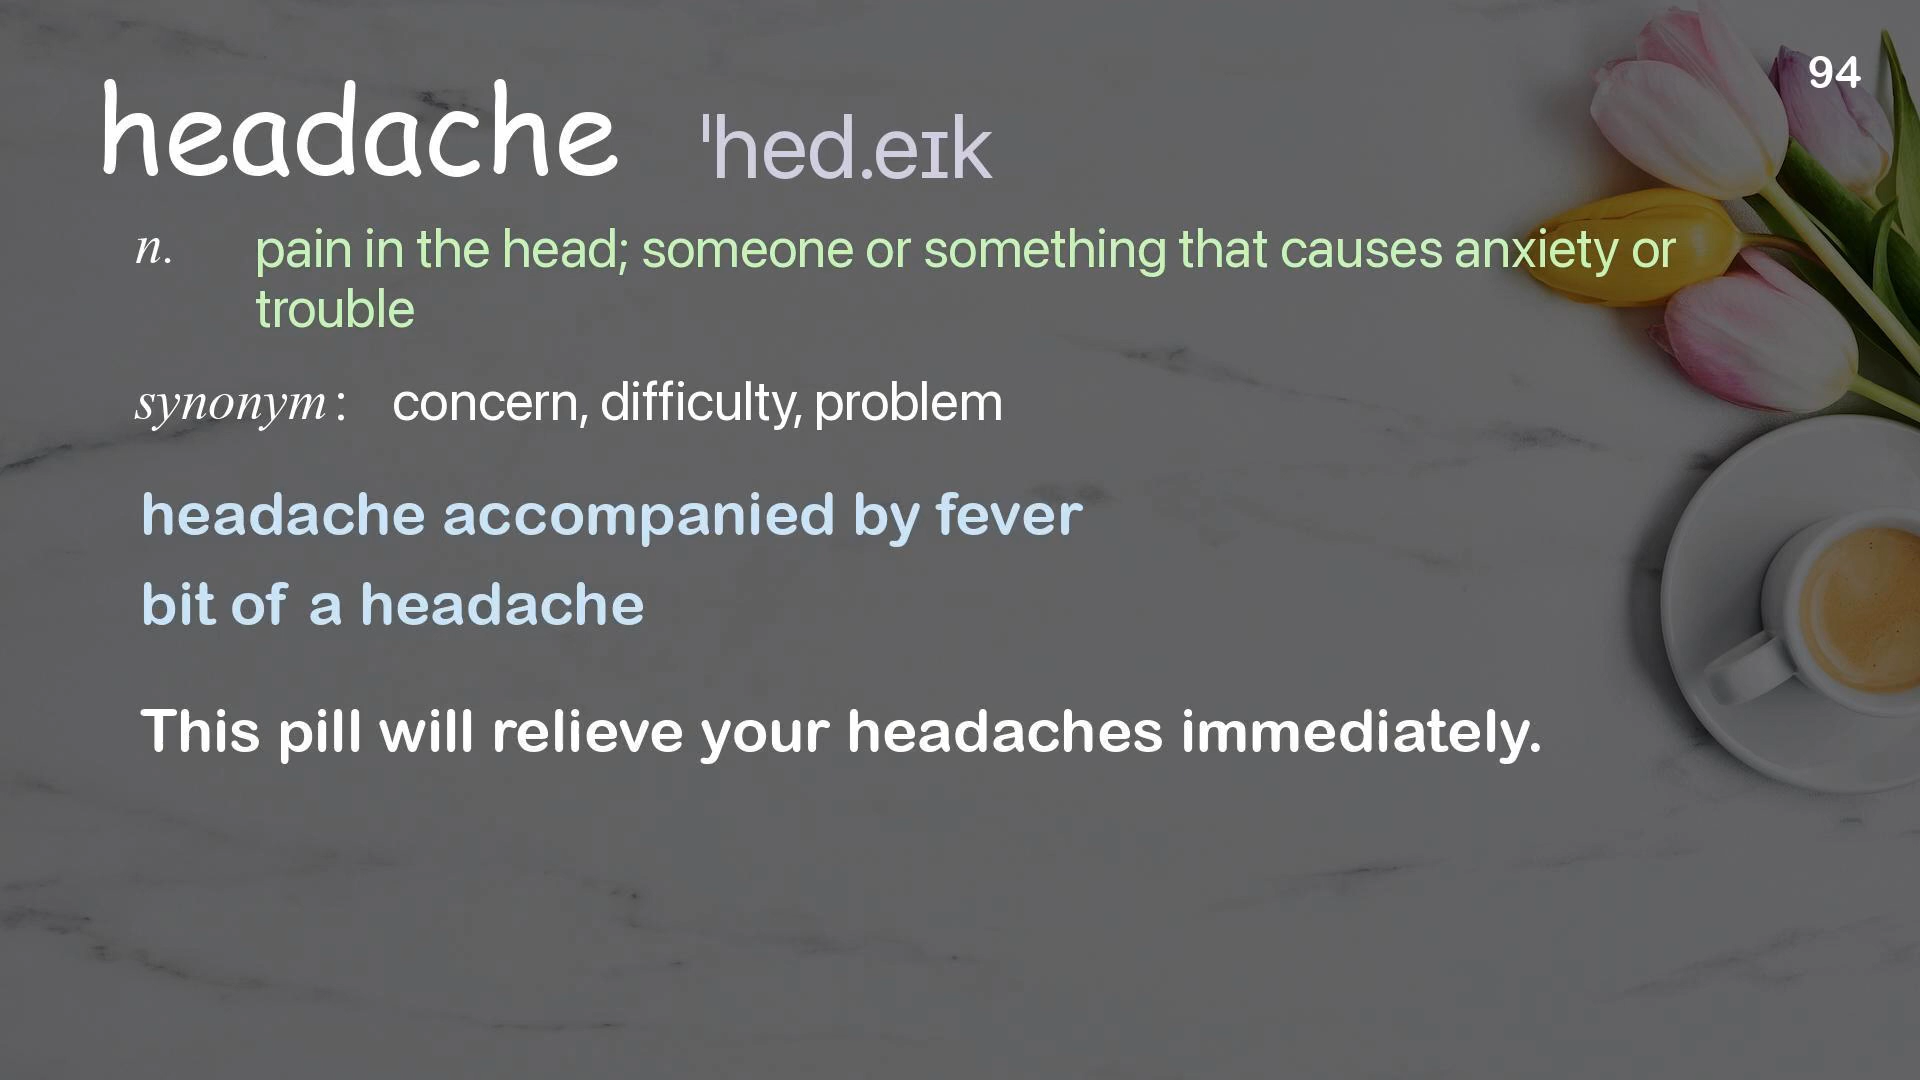 94
headache ˈhed.eɪk
n. pain in the head; someone or something that causes anxiety or
trouble
synonym : concern, difficulty, problem
headache accompanied by fever
bit of a headache
This pill will relieve your headaches immediately.